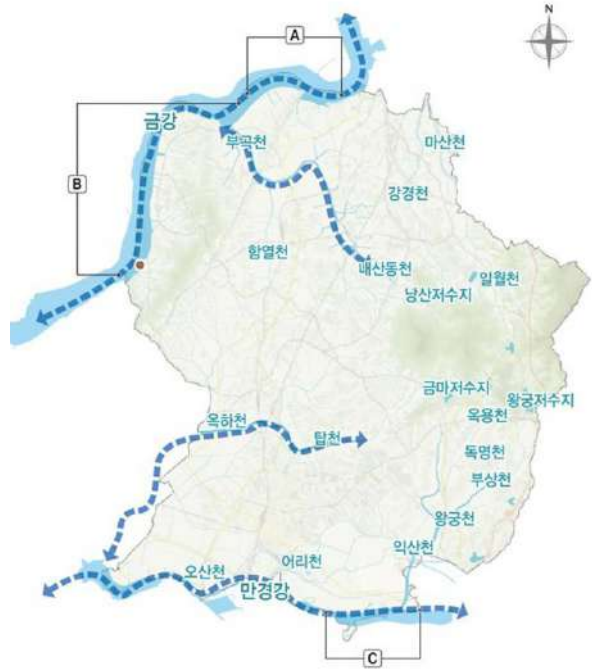 N
A
금강
부곡천
마산천
B
강경천
함열천
내산동천
일월천
낭산저수지
금마저수지
왕궁저수지
옥용천
옥하천
탑천
독명천
부상천
왕궁천
익산천
어리천
오산천
만경강
C